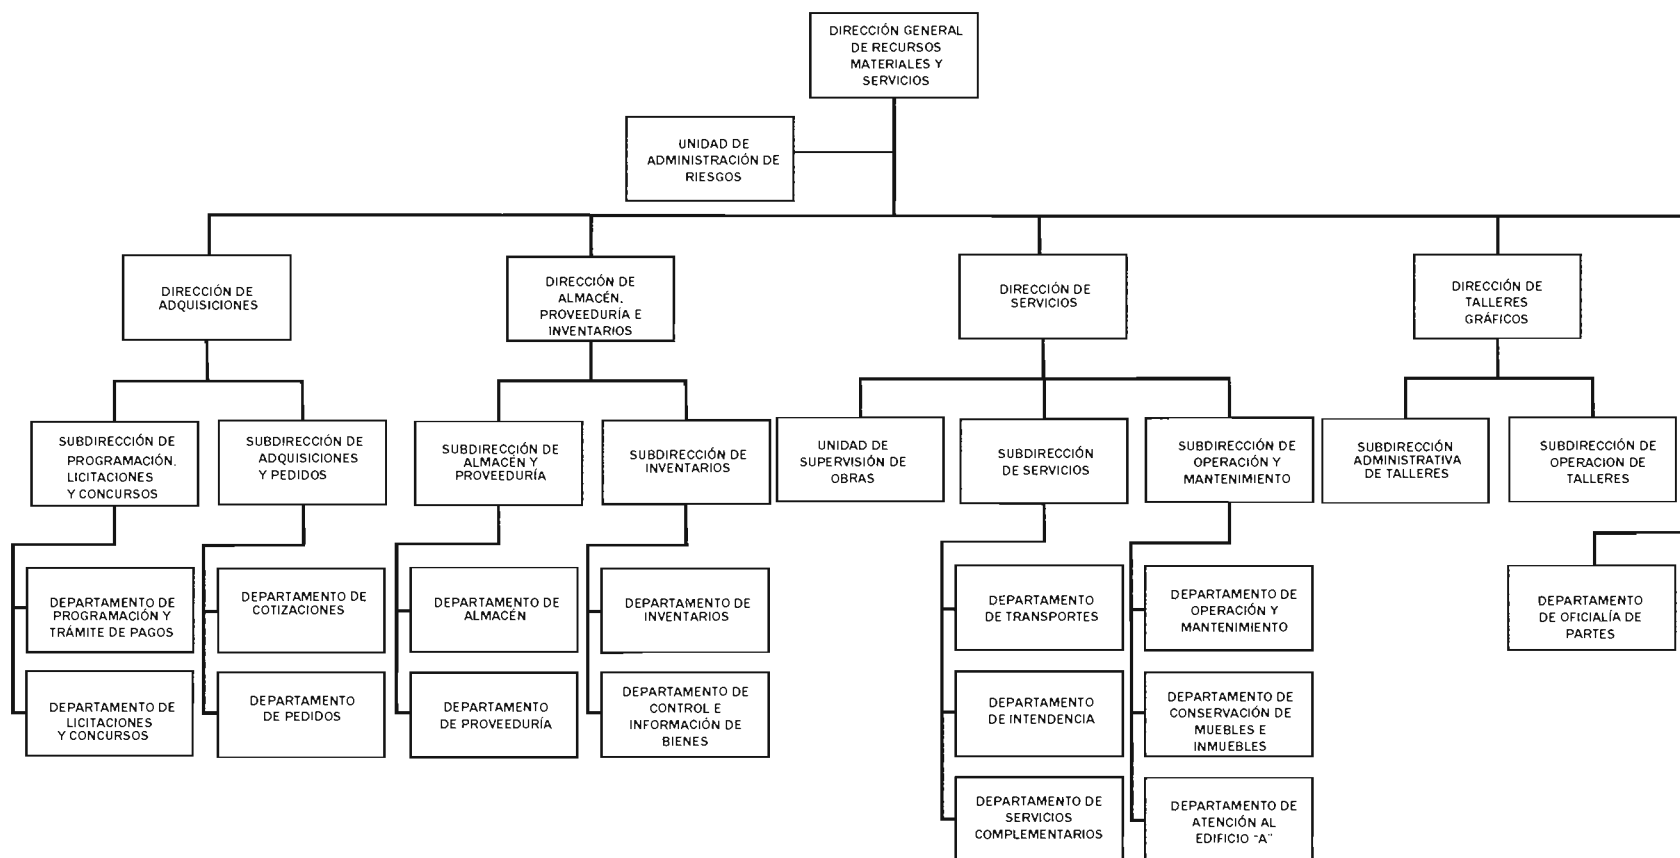 DIRECCIÓN GENERAL
DE RECURSOS
MATERIALES Y
SERVICIOS
UNIDAD DE
ADMINISTRACIÓN DE
RIESGOS
DIRECCIÓN DE
ADQUISICIONES
DIRECCIÓN DE
ALMACÉN.
PROVEEDURÍA E
INVENTARIOS
DIRECCIÓN DE
SERVICIOS
DIRECCIÓN DE
TALLERES
GRÁFICOS
SUBDIRECCIÓN DE
PROGRAMACIÓN.
LICITACIONES
Y CONCURSOS
SUBDIRECCIÓN DE
ADQUISICIONES
Y PEDIDOS
SUBDIRECCIÓN DE
ALMACÉN Y
PROVEEDURÍA
SUBDIRECCIÓN DE
INVENTARIOS
UNIDAD DE
SUPERVISIÓN DE
OBRAS
SUBDIRECCIÓN
DE SERVICIOS
SUBDIRECCIÓN DE
OPERACIÓN Y
MANTENIMIENTO
SUBDIRECCIÓN
ADMINISTRATIVA
DE TALLERES
SUBDIRECCIÓN DE
OPERACION DE
TALLERES
DEPARTAMENTO DE
PROGRAMACIÓN Y
TRÁMITE DE PAGOS
DEPARTAMENTO DE
COTIZACIONES
DEPARTAMENTO DE
ALMACÉN
DEPARTAMENTO DE
INVENTARIOS
DEPARTAMENTO
DE TRANSPORTES
DEPARTAMENTO DE
OPERACIÓN Y
MANTENIMIENTO
DEPARTAMENTO
DE OFICIALÍA DE
PARTES
DEPARTAMENTO DE
LICITACIONES
Y CONCURSOS
DEPARTAMENTO
DE PEDIDOS
DEPARTAMENTO
DE PROVEEDURÍA
DEPARTAMENTO DE
CONTROL E
INFORMACIÓN DE
BIENES
DEPARTAMENTO
DE INTENDENCIA
DEPARTAMENTO DE
CONSERVACIÓN DE
MUEBLES E
INMUEBLES
DEPARTAMENTO DE
SERVICIOS
COMPLEMENTARIOS
DEPARTAMENTO DE
ATENCIÓN AL
EDIFICIO "A"